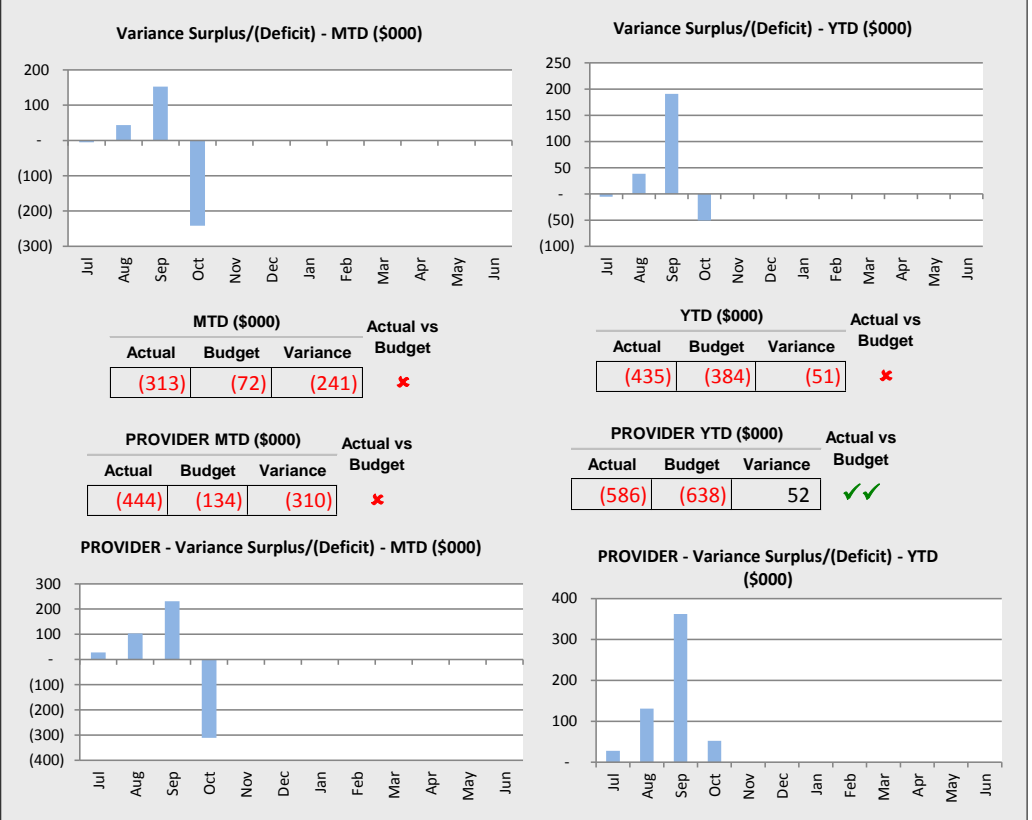 Variance Surplus/(Deficit) - MTD ($000)
200
100
-
(100)
(200)
(300)
Jul Aug Sep Oct Nov Dec Jan Feb Mar Apr May Jun
Variance Surplus/(Deficit) - YTD ($000)
250
200
150
100
50
-
(50)
(100)
Jul Aug Sep Oct Nov Dec Jan Feb Mar Apr May Jun
MTD ($000)
Actual vs
Budget
Actual Budget Variance
(313) (72) (241) ✘
YTD ($000)
Actual vs
Budget
Actual Budget Variance
(435) (384) (51) ✘
PROVIDER MTD ($000)
Actual vs
Budget
Actual Budget Variance
(444) (134) (310) ✘
PROVIDER YTD ($000)
Actual vs
Budget
Actual Budget Variance
(586) (638) 52 ✓✓
PROVIDER - Variance Surplus/(Deficit) - MTD ($000)
300
200
100
-
(100)
(200)
(300)
(400)
Jul Aug Sep Oct Nov Dec Jan Feb Mar Apr May Jun
PROVIDER - Variance Surplus/(Deficit) - YTD
($000)
400
300
200
100
-
Jul Aug Sep Oct Nov Dec Jan Feb Mar Apr May Jun